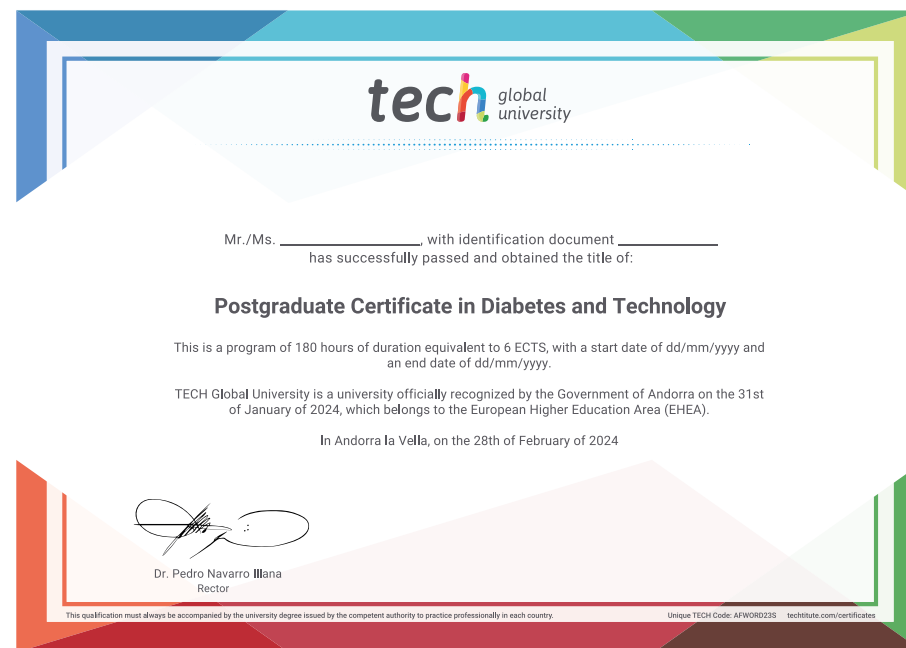 tech global
university
Mr./Ms. ____________, with identification document ____________
has successfully passed and obtained the title of:
Postgraduate Certificate in Diabetes and Technology
This is a program of 180 hours of duration equivalent to 6 ECTS, with a start date of dd/mm/yyyy and
an end date of dd/mm/yyyy.
TECH Global University is a university officially recognized by the Government of Andorra on the 31st
of January of 2024, which belongs to the European Higher Education Area (EHEA).
In Andorra la Vella, on the 28th of February of 2024
Dr. Pedro Navarro Illana
Rector
This qualification must always be accompanied by the university degree issued by the competent authority to practice professionally in each country. Unique TECH Code: AFWORD23S techtitute.com/certificates